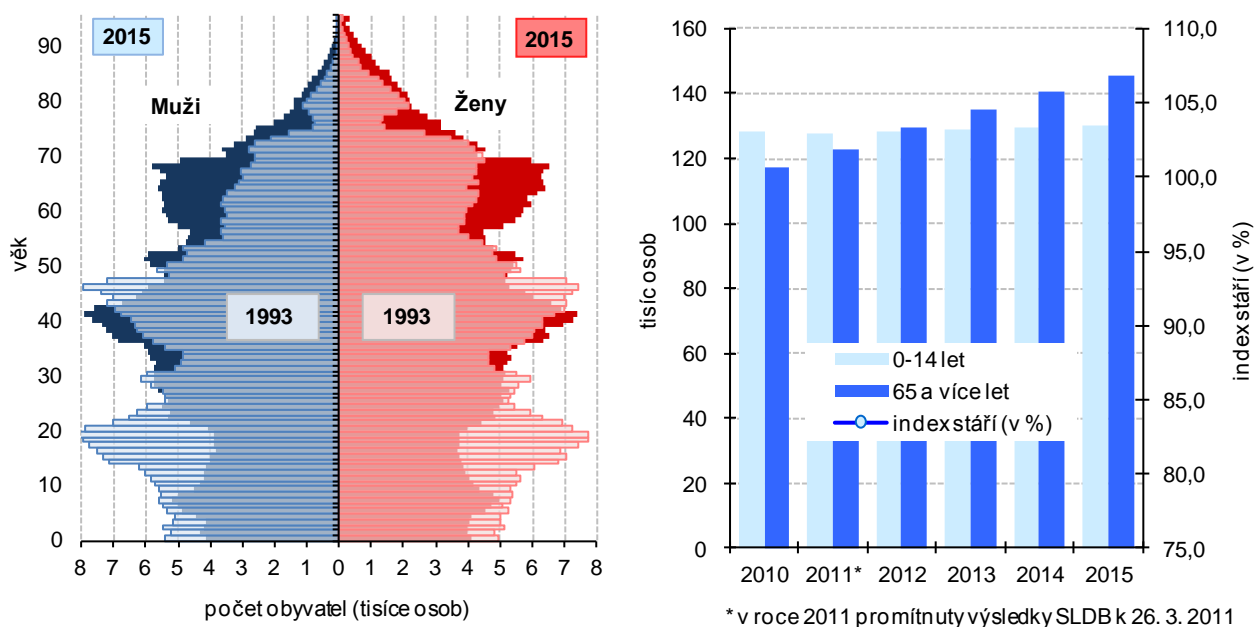 2015
2015
Muži
Ženy
1993
1993
věk
90
80
70
60
50
40
30
20
10
0
8 7 6 5 4 3 2 1 0 1 2 3 4 5 6 7 8
počet obyvatel (tisíce osob)
tisíc osob
160
140
120
100
80
60
40
20
0
0-14 let
65 a více let
index stáří (v %)
110,0
105,0
100,0
95,0
90,0
85,0
80,0
75,0
index stáří (v %)
2010 2011* 2012 2013 2014 2015
* v roce 2011 promítnuty výsledky SLDB k 26. 3. 2011